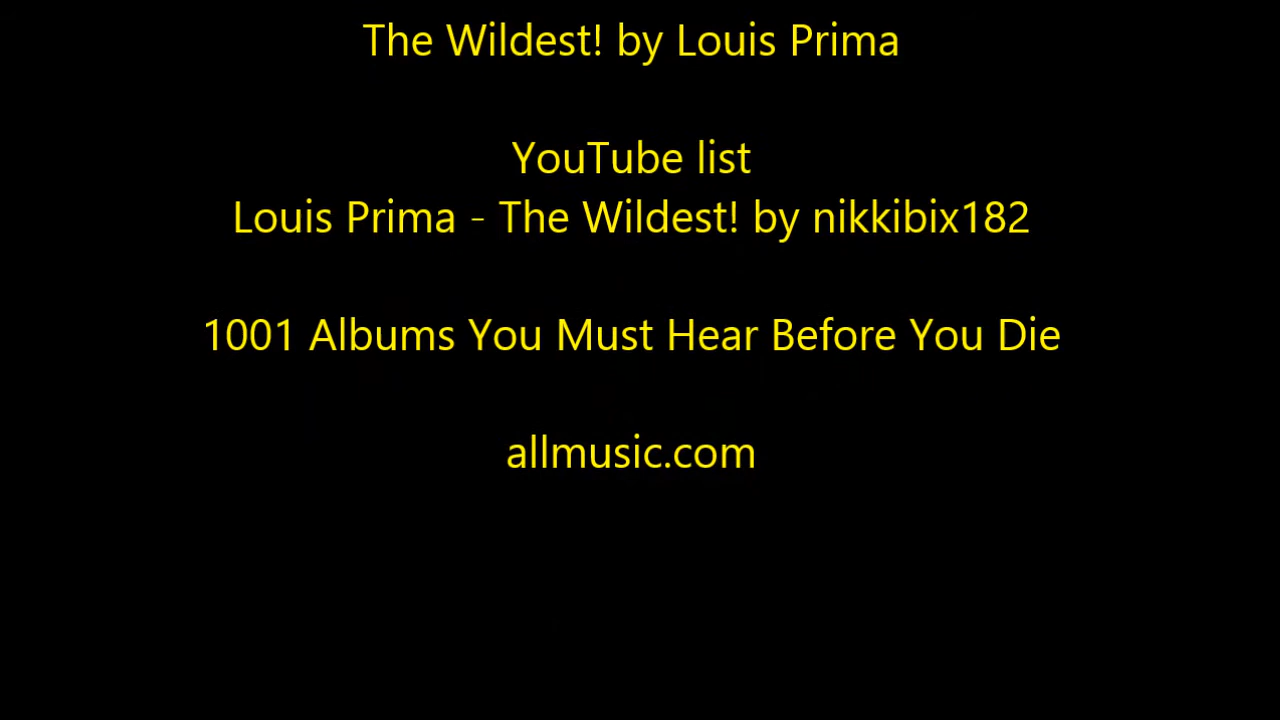 The Wildest! by Louis Prima
YouTube list
Louis Prima - The Wildest! by nikkibix182
1001 Albums You Must Hear Before You Die
allmusic.com